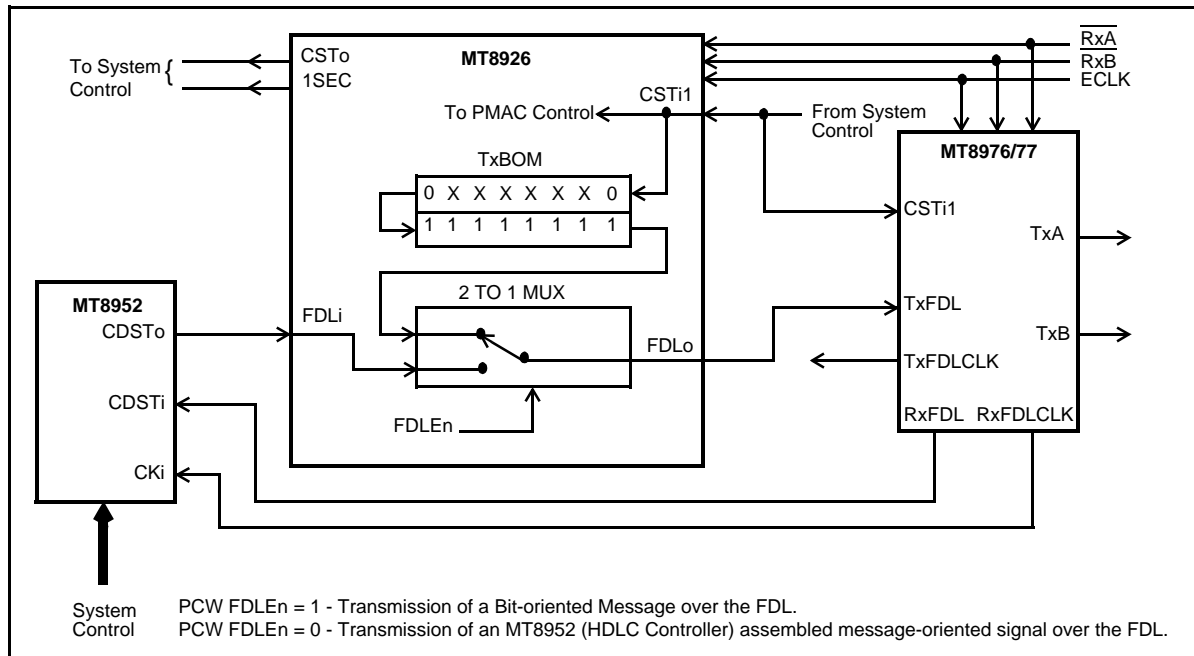 To System {
Control
CSTo
1SEC
MT8926
RxA
RxB
ECLK
CSTi1
To PMAC Control
From System
Control
TxBOM
0 X X X X X X 0
1 1 1 1 1 1 1 1
MT8976/77
CSTi1
TxA
TxFDL
TxB
TxFDLCLK
RxFDL RxFDLCLK
MT8952
CDSTo
CDSTi
CKi
FDLi
2 TO 1 MUX
FDLo
FDLEn
System
Control
PCW FDLEn = 1 - Transmission of a Bit-oriented Message over the FDL.
PCW FDLEn = 0 - Transmission of an MT8952 (HDLC Controller) assembled message-oriented signal over the FDL.